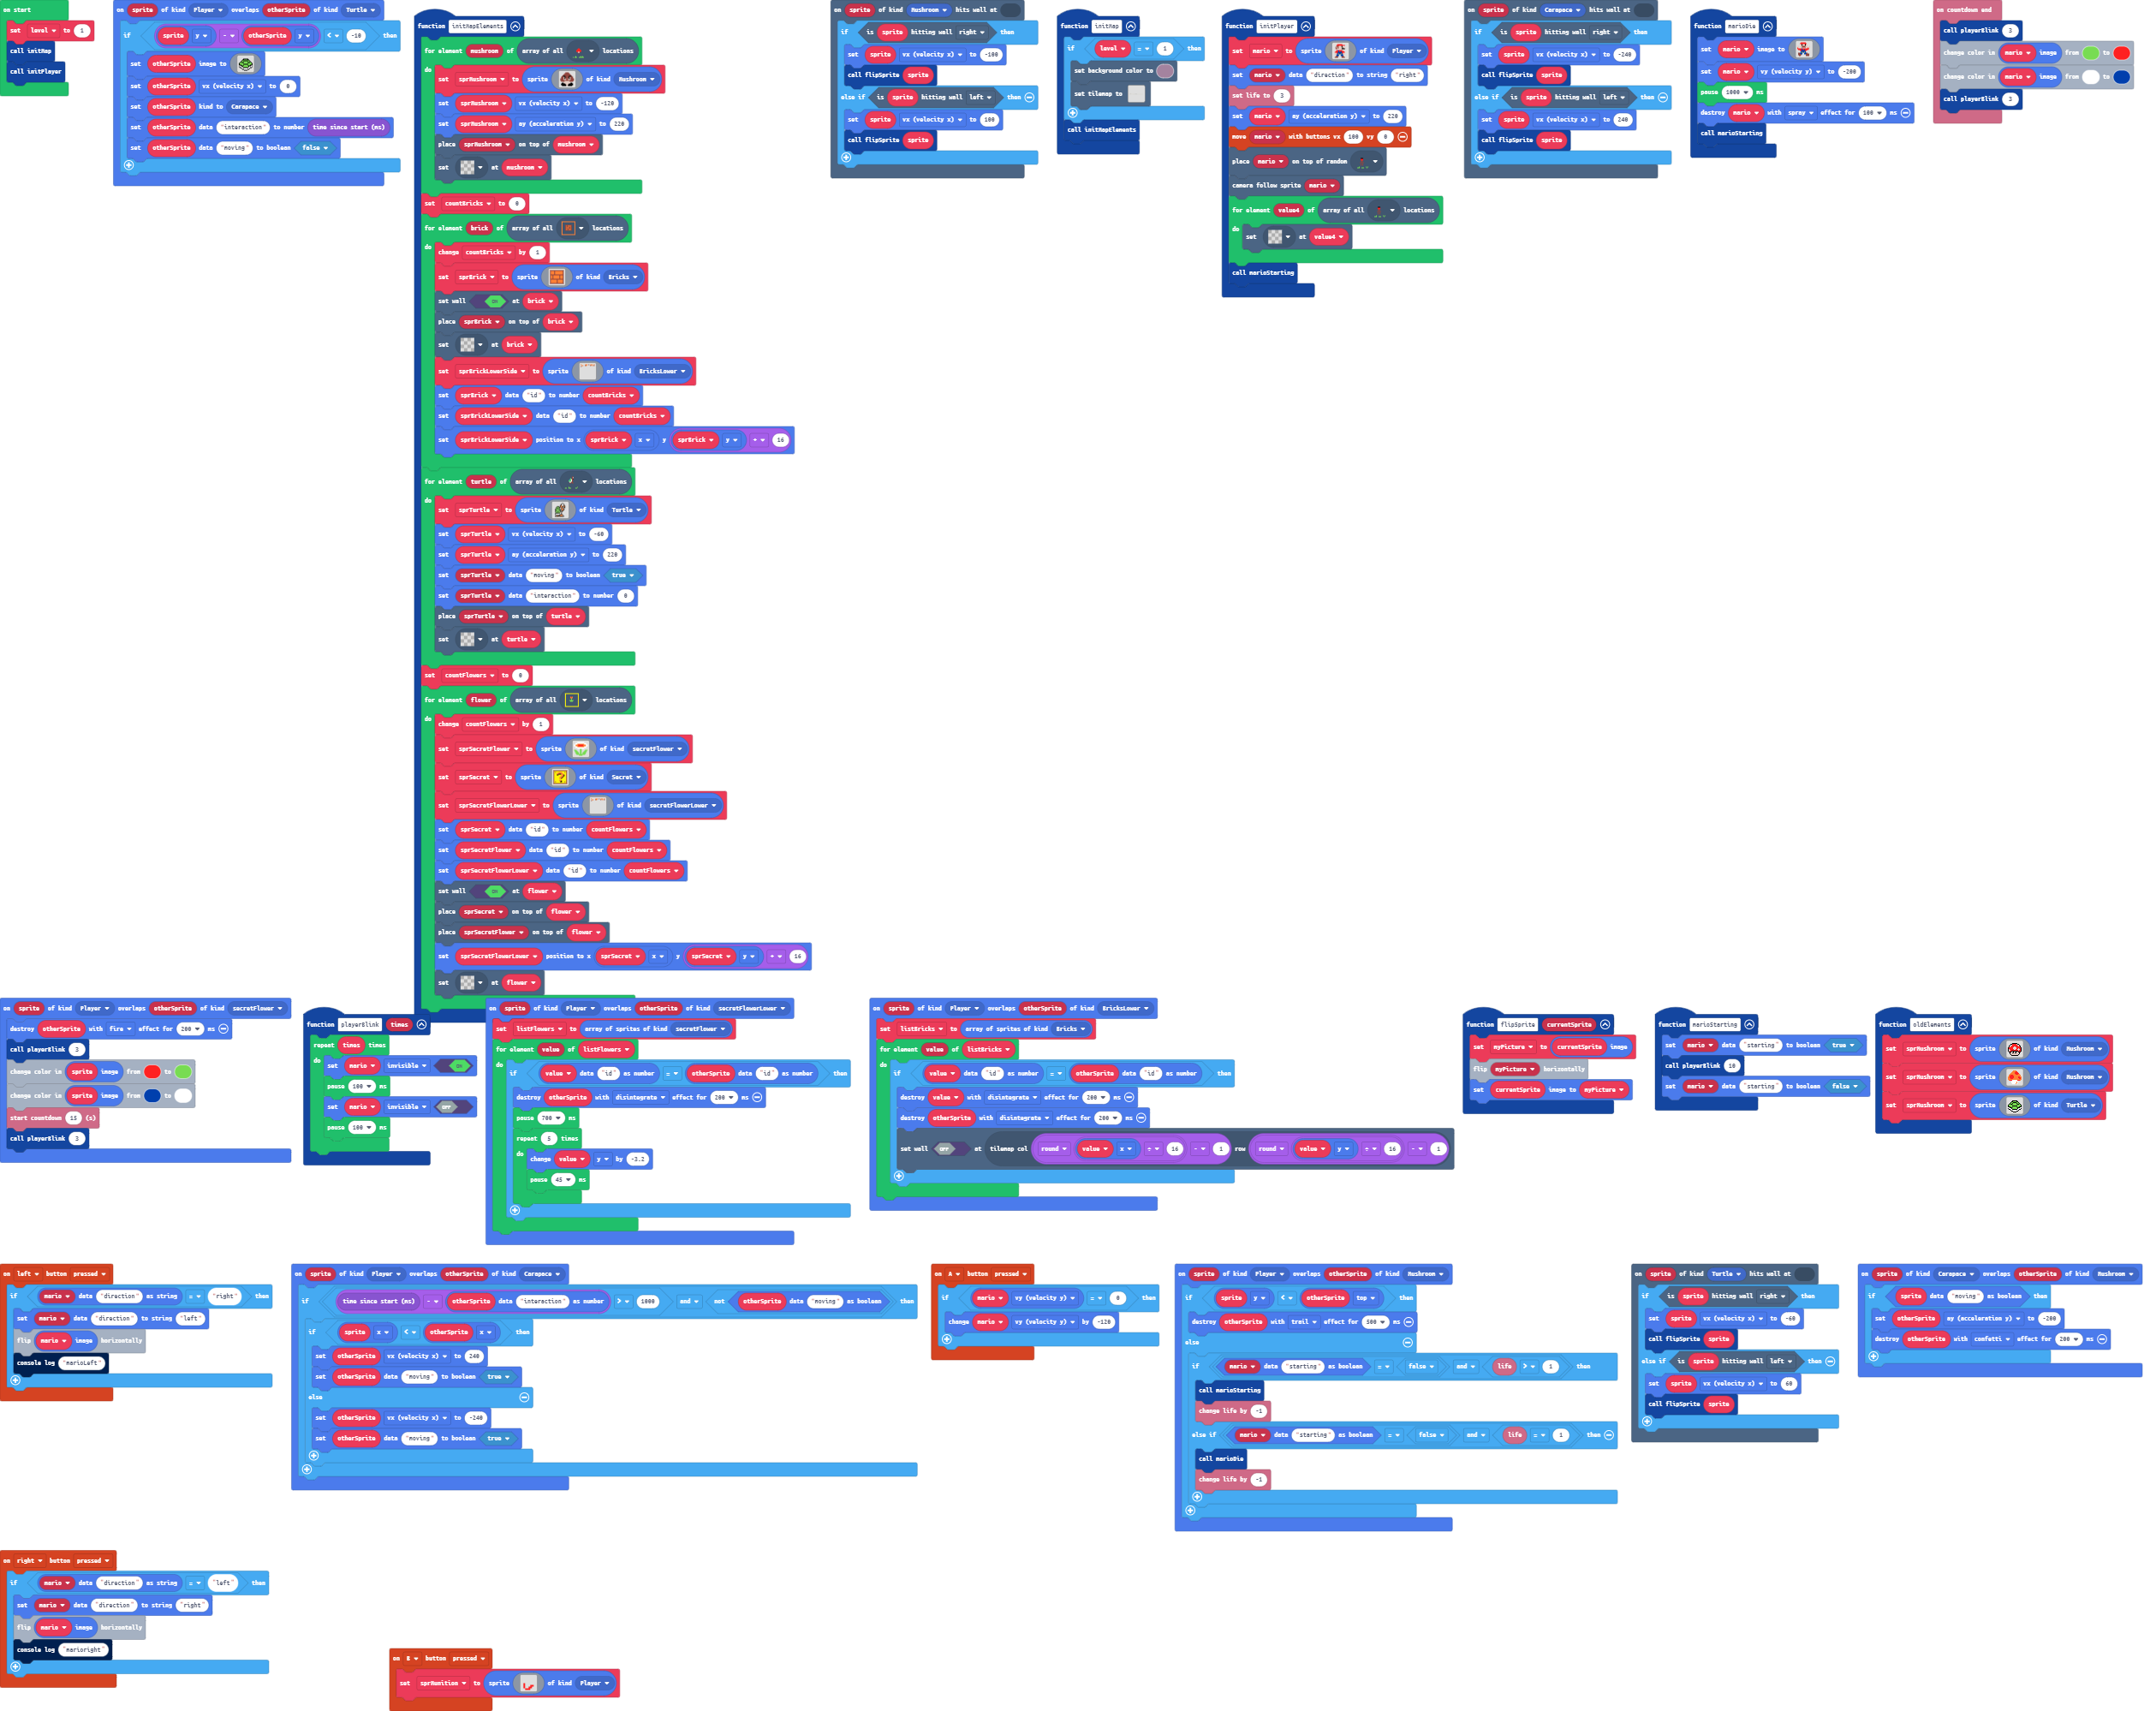 on start
set level to 1
call initMap
call initPlayer
on sprite of kind Player overlaps otherSprite of kind Turtle
if sprite y - otherSprite y < -10 then
set otherSprite image to
set otherSprite vx (velocity x) to 0
set otherSprite kind to Carapace
set otherSprite data "interaction" to number time since start (ms)
set otherSprite data "moving" to boolean false
function initMapElements
for element mushroom of array of all locations
do
set sprMushroom to sprite of kind Mushroom
set sprMushroom vx (velocity x) to -120
set sprMushroom ay (acceleration y) to 220
place sprMushroom on top of mushroom
set at mushroom
set countBricks to 0
for element brick of array of all locations
do
change countBricks by 1
set sprBrick to sprite of kind Bricks
set wall ON at brick
place sprBrick on top of brick
set at brick
set sprBrickLowerSide to sprite of kind BricksLower
set sprBrick data "id" to number countBricks
set sprBrickLowerSide data "id" to number countBricks
set sprBrickLowerSide position to x sprBrick x y sprBrick y + 16
for element turtle of array of all locations
do
set sprTurtle to sprite of kind Turtle
set sprTurtle vx (velocity x) to -60
set sprTurtle ay (acceleration y) to 220
set sprTurtle data "moving" to boolean true
set sprTurtle data "interaction" to number 0
place sprTurtle on top of turtle
set at turtle
set countFlowers to 0
for element flower of array of all locations
do
change countFlowers by 1
set sprSecretFlower to sprite of kind secretFlower
set sprSecret to sprite of kind Secret
set sprSecretFlowerLower to sprite of kind secretFlowerLower
set sprSecret data "id" to number countFlowers
set sprSecretFlower data "id" to number countFlowers
set sprSecretFlowerLower data "id" to number countFlowers
set wall ON at flower
place sprSecret on top of flower
place sprSecretFlower on top of flower
set sprSecretFlowerLower position to x sprSecret x y sprSecret y + 16
set at flower
on sprite of kind Mushroom hits wall at
if is sprite hitting wall right then
set sprite vx (velocity x) to -100
call flipSprite sprite
else if is sprite hitting wall left then
set sprite vx (velocity x) to 100
call flipSprite sprite
function initMap
if level = 1 then
set background color to
set tilemap to
call initMapElements
function initPlayer
set mario to sprite of kind Player
set mario data "direction" to string "right"
set life to 3
set mario ay (acceleration y) to 220
move mario with buttons vx 100 vy 0
place mario on top of random
camera follow sprite mario
for element value4 of array of all locations
do
set at value4
call marioStarting
on sprite of kind Carapace hits wall at
if is sprite hitting wall right then
set sprite vx (velocity x) to -240
call flipSprite sprite
else if is sprite hitting wall left then
set sprite vx (velocity x) to 240
call flipSprite sprite
function marioDie
set mario image to
set mario vy (velocity y) to -200
pause 1000 ms
destroy mario with spray effect for 100 ms
call marioStarting
on countdown end
call playerBlink 3
change color in mario image from to
change color in mario image from to
call playerBlink 3
on sprite of kind Player overlaps otherSprite of kind secretFlower
destroy otherSprite with fire effect for 200 ms
call playerBlink 3
change color in sprite image from to
change color in sprite image from to
start countdown 15 (s)
call playerBlink 3
function playerBlink times
repeat times times
do
set mario invisible ON
pause 100 ms
set mario invisible OFF
pause 100 ms
on sprite of kind Player overlaps otherSprite of kind secretFlowerLower
set listFlowers to array of sprites of kind secretFlower
for element value of listFlowers
do
if value data "id" as number = otherSprite data "id" as number then
destroy otherSprite with disintegrate effect for 200 ms
pause 700 ms
repeat 5 times
do
change value y by -3.2
pause 45 ms
on sprite of kind Player overlaps otherSprite of kind BricksLower
set listBricks to array of sprites of kind Bricks
for element value of listBricks
do
if value data "id" as number = otherSprite data "id" as number then
destroy value with disintegrate effect for 200 ms
destroy otherSprite with disintegrate effect for 200 ms
set wall OFF at tilemap col round value x ÷ 16 - 1 row round value y ÷ 16 - 1
function flipSprite currentSprite
set myPicture to currentSprite image
flip myPicture horizontally
set currentSprite image to myPicture
function marioStarting
set mario data "starting" to boolean true
call playerBlink 10
set mario data "starting" to boolean false
function oldElements
set sprMushroom to sprite of kind Mushroom
set sprMushroom to sprite of kind Mushroom
set sprMushroom to sprite of kind Turtle
on left button pressed
if mario data "direction" as string = "right" then
set mario data "direction" to string "left"
flip mario image horizontally
console log "marioLeft"
on sprite of kind Player overlaps otherSprite of kind Carapace
if time since start (ms) - otherSprite data "interaction" as number > 1000 and not otherSprite data "moving" as boolean then
if sprite x < otherSprite x then
set otherSprite vx (velocity x) to 240
set otherSprite data "moving" to boolean true
else
set otherSprite vx (velocity x) to -240
set otherSprite data "moving" to boolean true
on A button pressed
if mario vy (velocity y) = 0 then
change mario vy (velocity y) by -120
on sprite of kind Player overlaps otherSprite of kind Mushroom
if sprite y < otherSprite top then
destroy otherSprite with trail effect for 500 ms
else
if mario data "starting" as boolean = false and life > 1 then
call marioStarting
change life by -1
else if mario data "starting" as boolean = false and life = 1 then
call marioDie
change life by -1
on sprite of kind Turtle hits wall at
if is sprite hitting wall right then
set sprite vx (velocity x) to -60
call flipSprite sprite
else if is sprite hitting wall left then
set sprite vx (velocity x) to 60
call flipSprite sprite
on sprite of kind Carapace overlaps otherSprite of kind Mushroom
if sprite data "moving" as boolean then
set otherSprite ay (acceleration y) to -200
destroy otherSprite with confetti effect for 200 ms
on right button pressed
if mario data "direction" as string = "left" then
set mario data "direction" to string "right"
flip mario image horizontally
console log "marioright"
on B button pressed
set sprMunition to sprite of kind Player